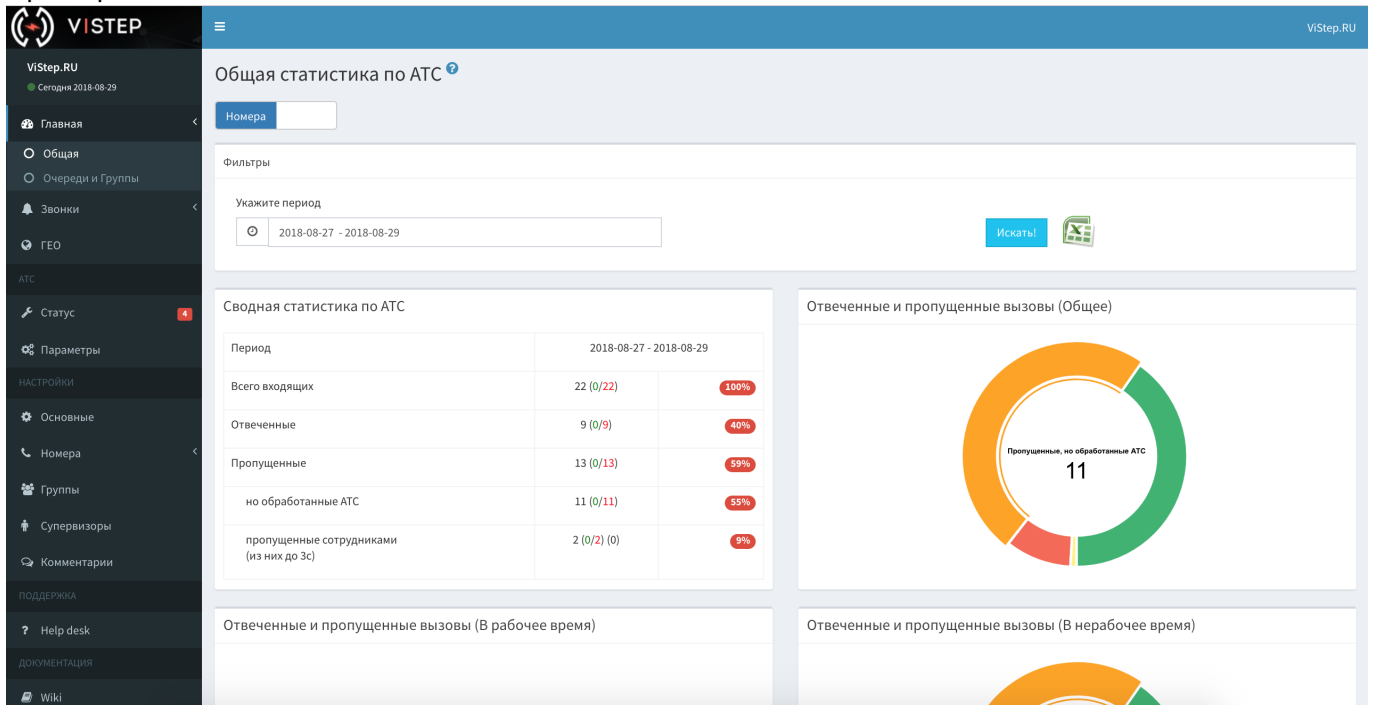 VISTEP
ViStep.RU
ViStep.RU
Сегодня 2018-08-29
Главная
Общая
Очереди и Группы
Звонки
ГЕО
АТС
Статус
4
Параметры
НАСТРОЙКИ
Основные
Номера
Группы
Супервизоры
Комментарии
ПОДДЕРЖКА
? Help desk
ДОКУМЕНТАЦИЯ
Wiki
Общая статистика по АТС ?
Номера
Фильтры
Укажите период
2018-08-27 - 2018-08-29
Искать!
Сводная статистика по АТС
Период 2018-08-27 - 2018-08-29
Всего входящих 22 (0/22) 100%
Отвеченные 9 (0/9) 40%
Пропущенные 13 (0/13) 59%
но обработанные АТС 11 (0/11) 55%
пропущенные сотрудниками 2 (0/2) (0) 9%
(из них до 3с)
Отвеченные и пропущенные вызовы (Общее)
Пропущенные, но обработанные АТС
11
Отвеченные и пропущенные вызовы (В рабочее время)
Отвеченные и пропущенные вызовы (В нерабочее время)